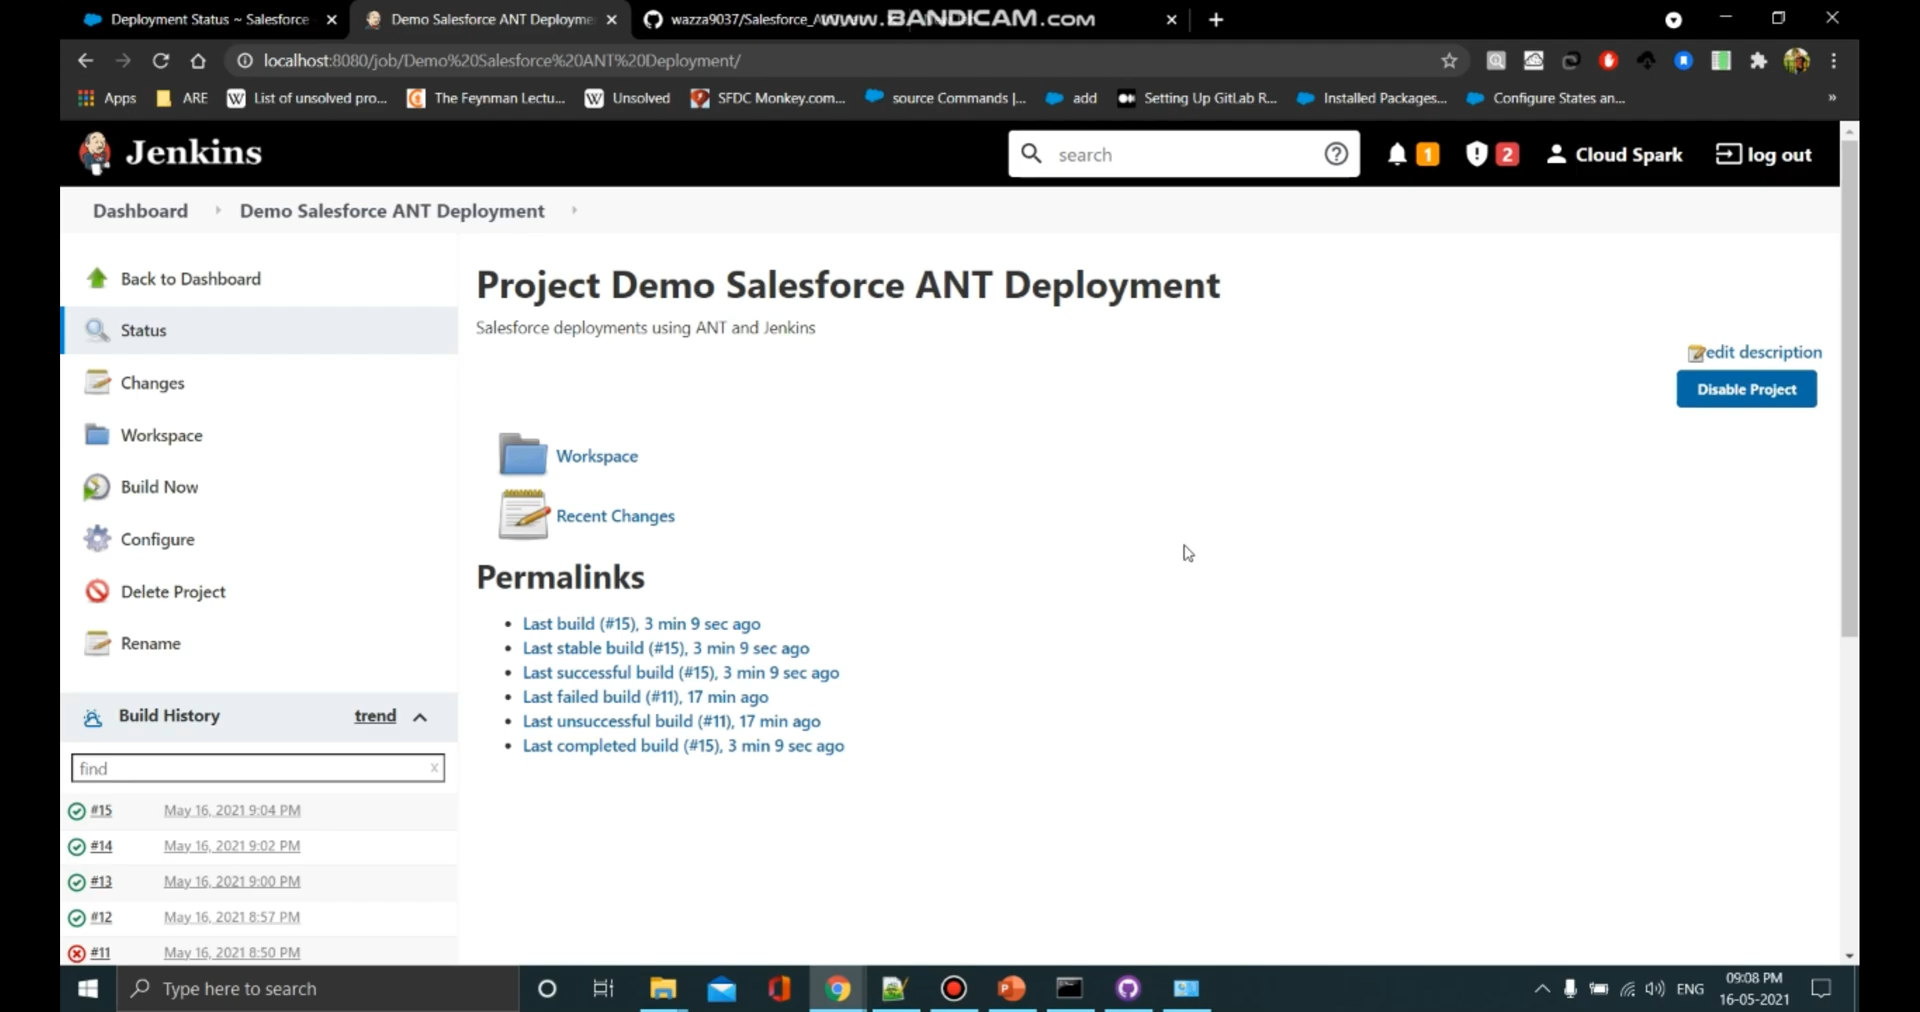 Deployment Status ~ Salesforce
Demo Salesforce ANT Deployme
wazza9037/Salesforce_A
www.BANDICAM.com
localhost:8080/job/Demo%20Salesforce%20ANT%20Deployment/
Apps
ARE
List of unsolved pro...
The Feynman Lectu...
Unsolved
SFDC Monkey.com...
source Commands |...
add
Setting Up GitLab R...
Installed Packages...
Configure States an...
»
Jenkins
search
1
2
Cloud Spark
log out
Dashboard
Demo Salesforce ANT Deployment
Back to Dashboard
Status
Changes
Workspace
Build Now
Configure
Delete Project
Rename
Build History
trend
find
x
#15 May 16, 2021 9:04 PM
#14 May 16, 2021 9:02 PM
#13 May 16, 2021 9:00 PM
#12 May 16, 2021 8:57 PM
#11 May 16, 2021 8:50 PM
Project Demo Salesforce ANT Deployment
Salesforce deployments using ANT and Jenkins
edit description
Disable Project
Workspace
Recent Changes
Permalinks
• Last build (#15), 3 min 9 sec ago
• Last stable build (#15), 3 min 9 sec ago
• Last successful build (#15), 3 min 9 sec ago
• Last failed build (#11), 17 min ago
• Last unsuccessful build (#11), 17 min ago
• Last completed build (#15), 3 min 9 sec ago
Type here to search
ENG
09:08 PM
16-05-2021